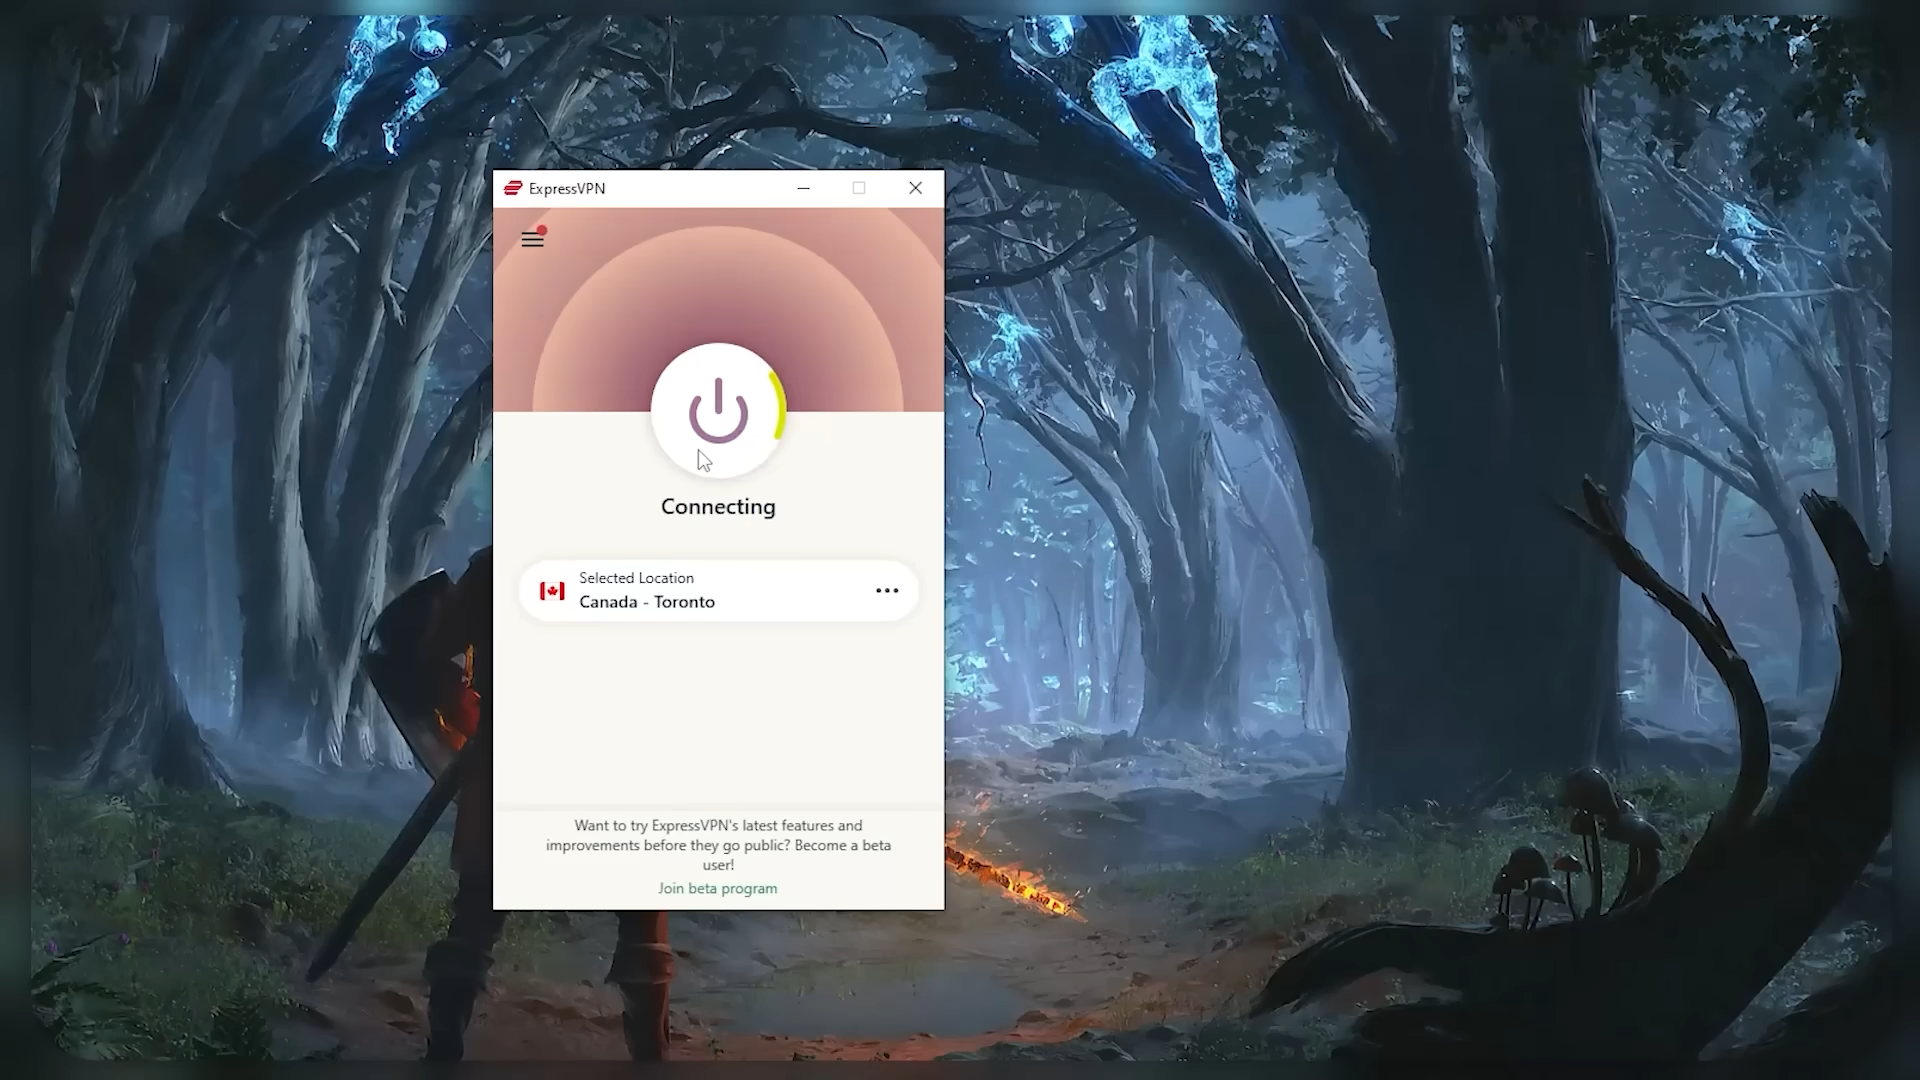 ExpressVPN
Connecting
Selected Location
Canada - Toronto
Want to try ExpressVPN's latest features and
improvements before they go public? Become a beta
user!
Join beta program